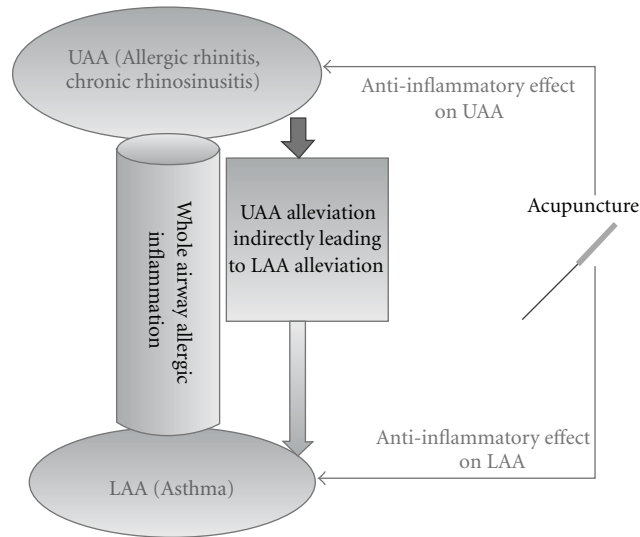 UAA (Allergic rhinitis,
chronic rhinosinusitis)
Anti-inflammatory effect
on UAA
Whole airway allergic
inflammation
UAA alleviation
indirectly leading
to LAA alleviation
Acupuncture
Anti-inflammatory effect
on LAA
LAA (Asthma)